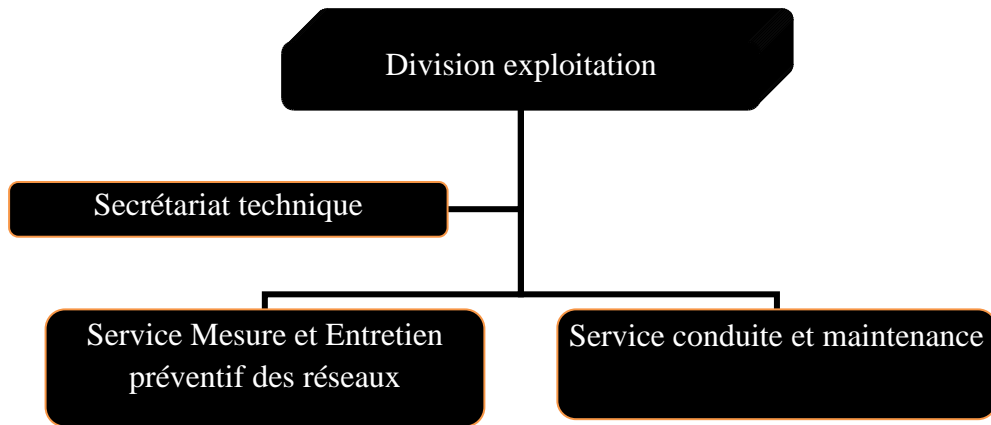 Division exploitation
Secrétariat technique
Service Mesure et Entretien
préventif des réseaux
Service conduite et maintenance